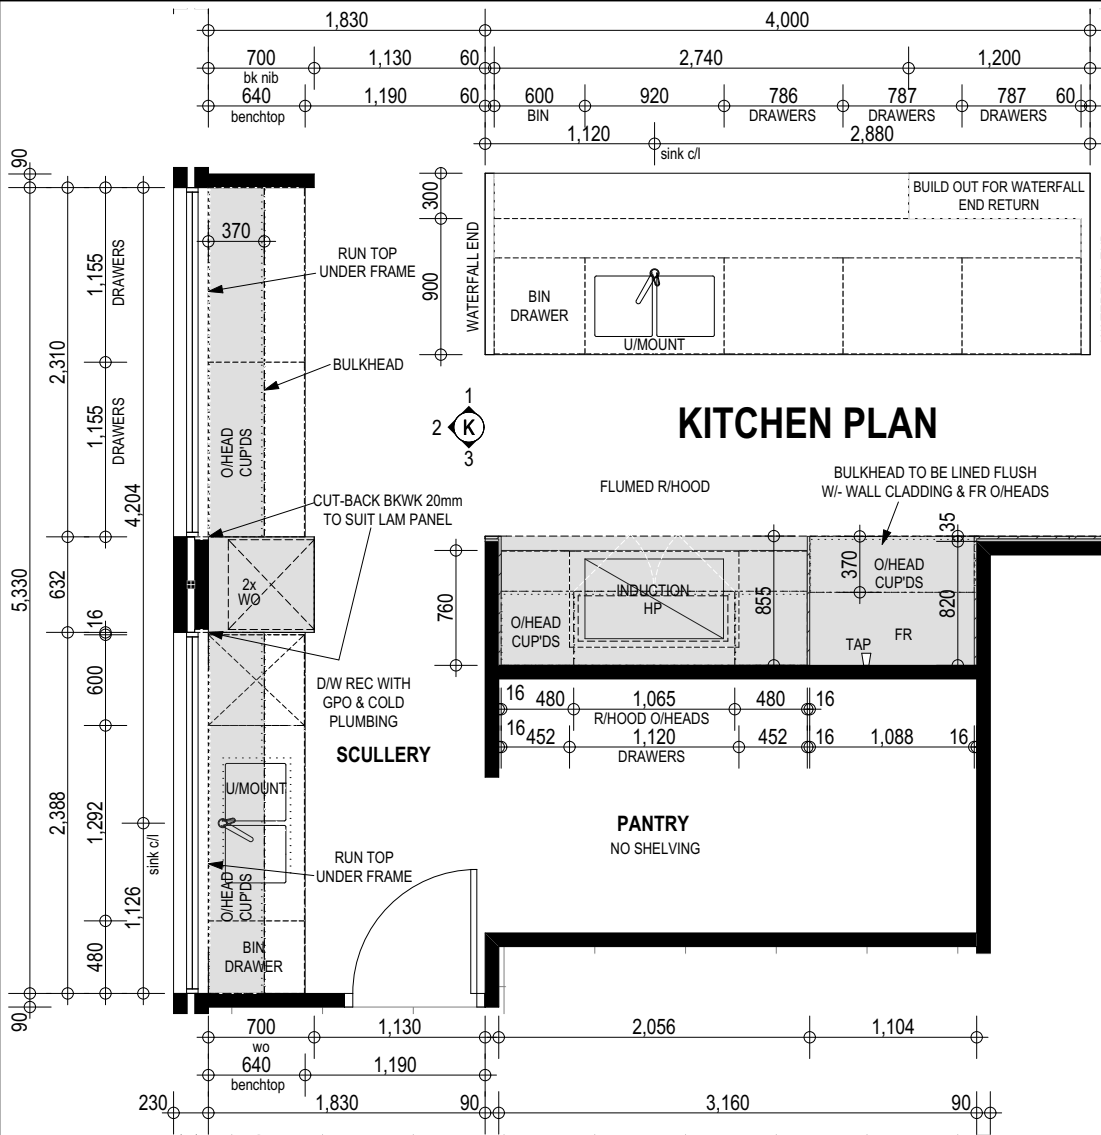 1,830
4,000
700
1,130
60
2,740
1,200
bk nib
640
1,190
60
600
920
786
787
787
60
benchtop
BIN
DRAWERS
DRAWERS
DRAWERS
1,120
2,880
sink c/l
90
300
BUILD OUT FOR WATERFALL
END RETURN
370
WATERFALL END
RUN TOP
UNDER FRAME
1,155
DRAWERS
900
BIN
DRAWER
U/MOUNT
2,310
BULKHEAD
1,155
DRAWERS
1
2
K
3
KITCHEN PLAN
O/HEAD
CUP'DS
4,204
FLUMED R/HOOD
BULKHEAD TO BE LINED FLUSH
W/- WALL CLADDING & FR O/HEADS
CUT-BACK BKWK 20mm
TO SUIT LAM PANEL
35
5,330
632
16
2x
WO
760
INDUCTION
HP
O/HEAD
CUP'DS
855
370
O/HEAD
CUP'DS
820
FR
TAP
600
D/W REC WITH
GPO & COLD
PLUMBING
16
480
1,065
480
16
R/HOOD O/HEADS
16
452
1,120
452
16
1,088
16
DRAWERS
SCULLERY
U/MOUNT
2,388
1,292
sink c/l
PANTRY
NO SHELVING
RUN TOP
UNDER FRAME
O/HEAD
CUP'DS
1,126
480
BIN
DRAWER
90
700
1,130
2,056
1,104
wo
640
1,190
benchtop
230
1,830
90
3,160
90